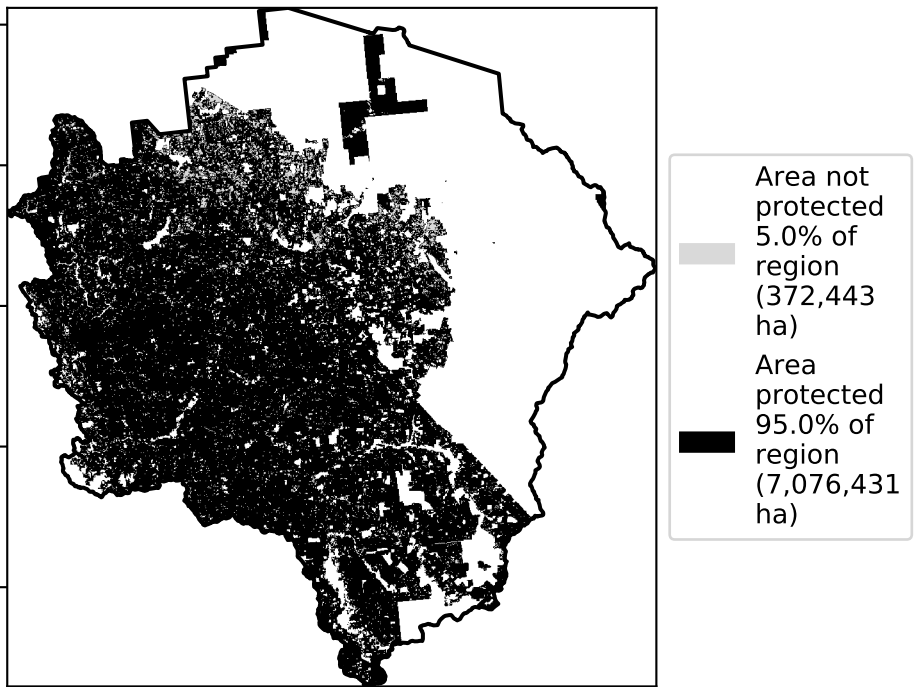 Area not
protected
5.0% of
region
(372,443
ha)
Area
protected
95.0% of
region
(7,076,431
ha)